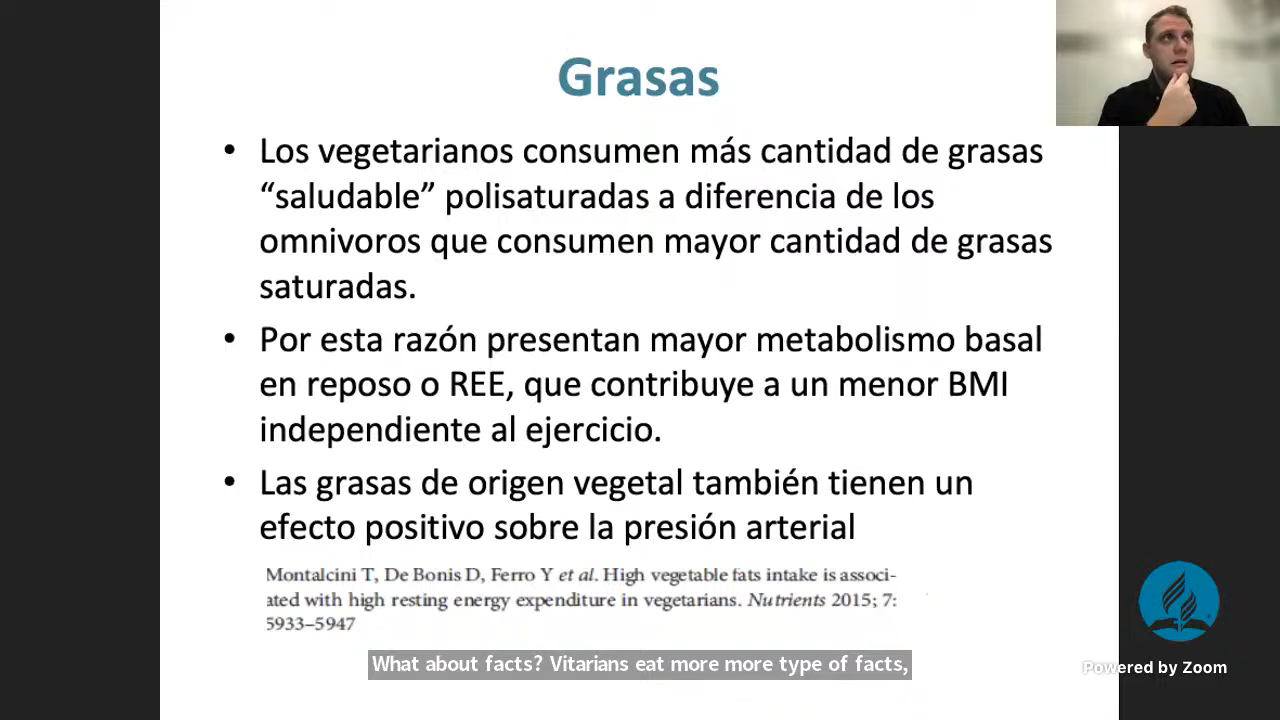 Grasas
• Los vegetarianos consumen más cantidad de grasas
“saludable” polisaturadas a diferencia de los
omnivoros que consumen mayor cantidad de grasas
saturadas.
• Por esta razón presentan mayor metabolismo basal
en reposo o REE, que contribuye a un menor BMI
independiente al ejercicio.
• Las grasas de origen vegetal también tienen un
efecto positivo sobre la presión arterial
Montalcini T, De Bonis D, Ferro Y et al. High vegetable fats intake is associ-
ated with high resting energy expenditure in vegetarians. Nutrients 2015; 7:
5933–5947
What about facts? Vitarians eat more more type of facts,
Powered by Zoom